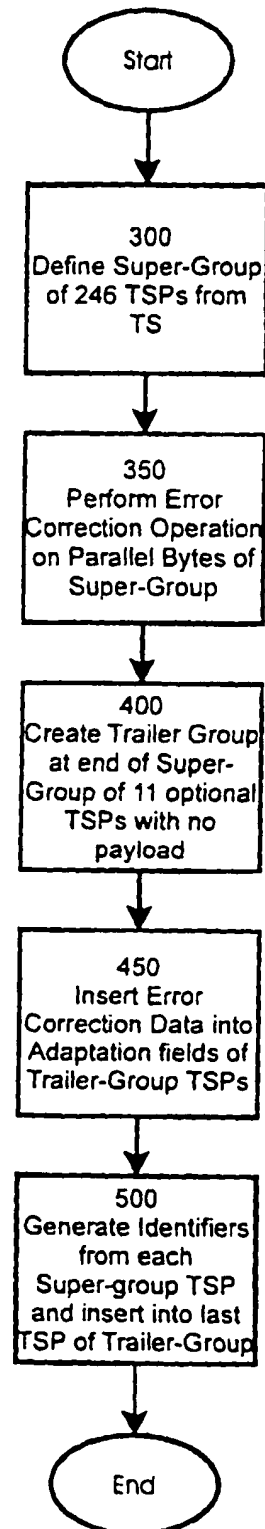 Start
300
Define Super-Group
of 246 TSPs from
TS
350
Perform Error
Correction Operation
on Parallel Bytes of
Super-Group
400
Create Trailer Group
at end of Super-
Group of 11 optional
TSPs with no
payload
450
Insert Error
Correction Data into
Adaptation fields of
Trailer-Group TSPs
500
Generate Identifiers
from each
Super-group TSP
and insert into last
TSP of Trailer-Group
End